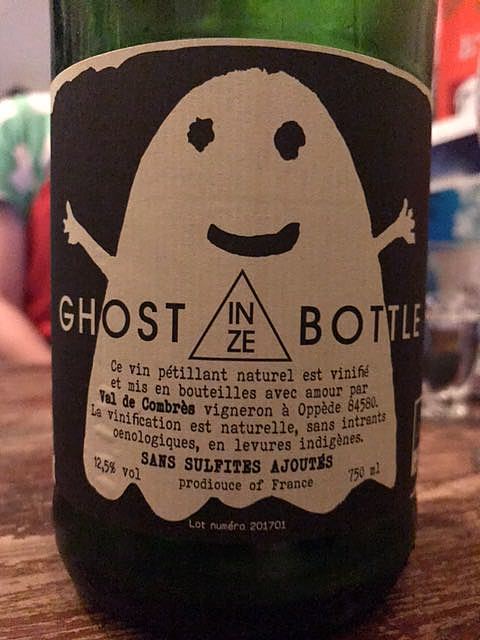 GHOST IN ZE BOTTLE
Ce vin pétillant naturel est vinifié
et mis en bouteilles avec amour par
Val de Combrès vigneron à Oppède 84580.
La vinification est naturelle, sans intrants
oenologiques, en levures indigènes.
SANS SULFITES AJOUTÉS
12,5% vol prodiouce of France 750 ml
Lot numéro 201701